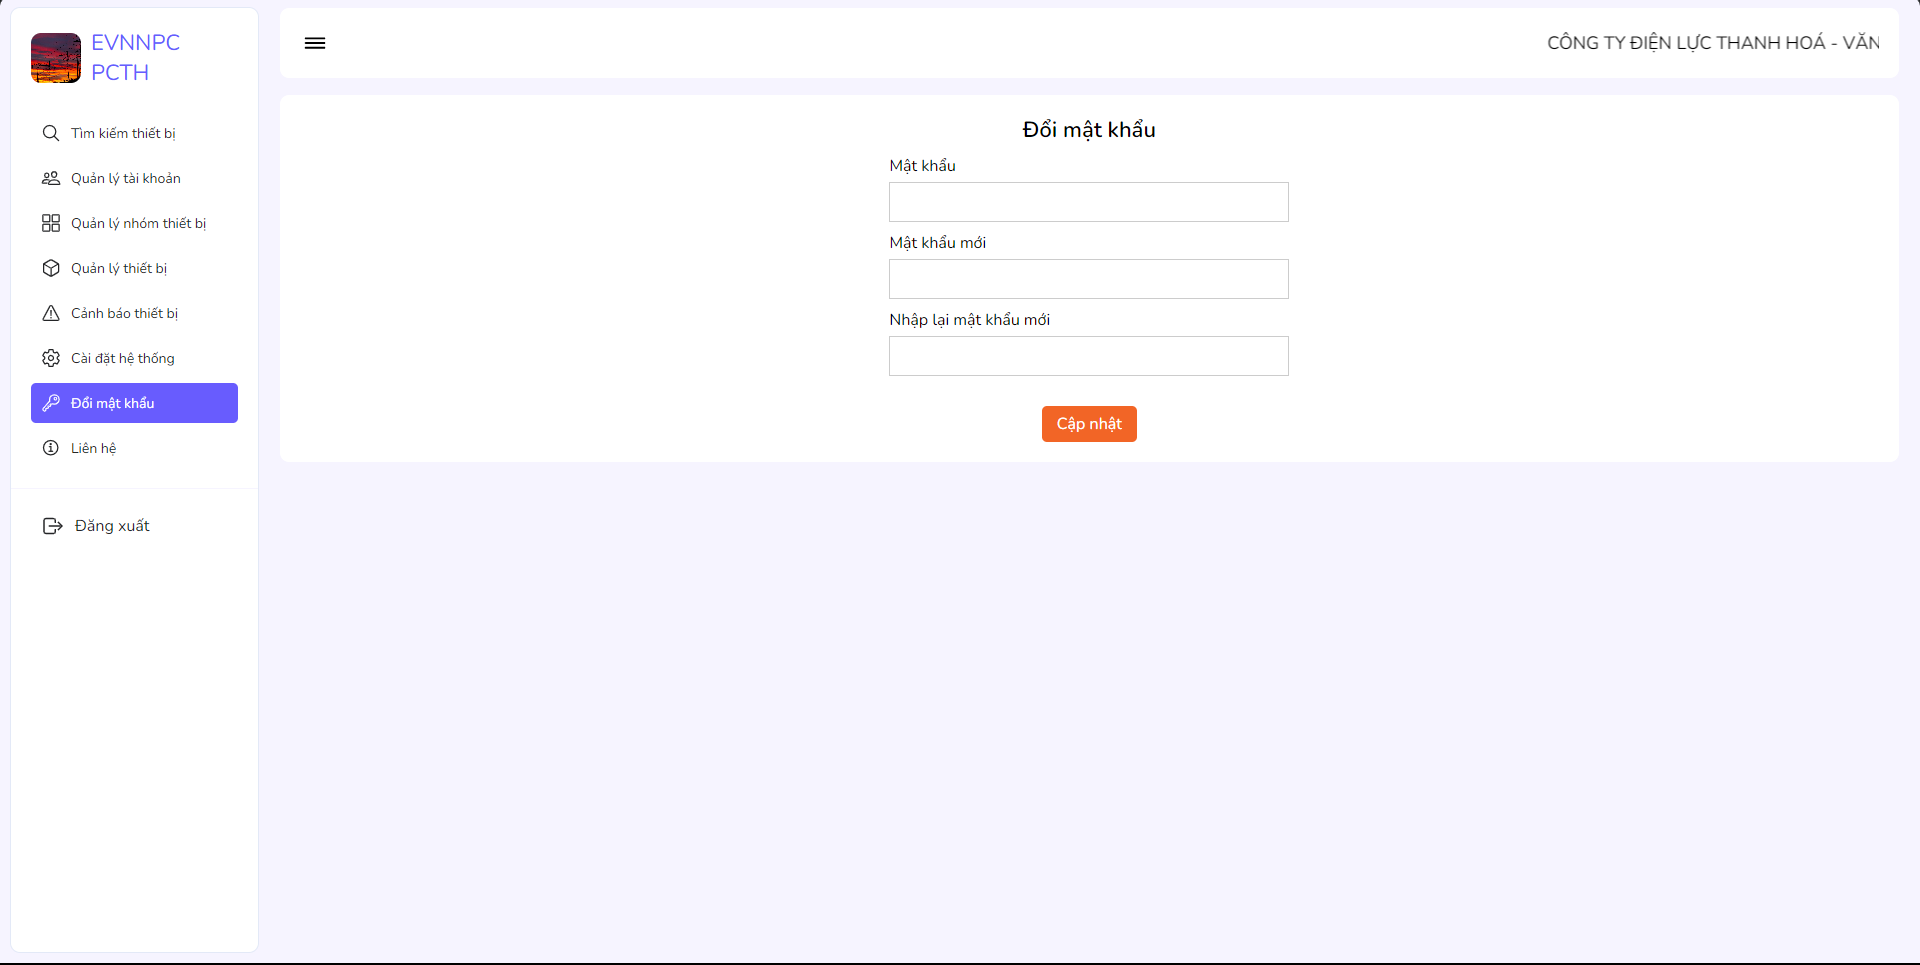 EVNNPC
PCTH
Tìm kiếm thiết bị
Quản lý tài khoản
Quản lý nhóm thiết bị
Quản lý thiết bị
Cảnh báo thiết bị
Cài đặt hệ thống
Đổi mật khẩu
Liên hệ
Đăng xuất
CÔNG TY ĐIỆN LỰC THANH HOÁ - VĂN
Đổi mật khẩu
Mật khẩu
Mật khẩu mới
Nhập lại mật khẩu mới
Cập nhật